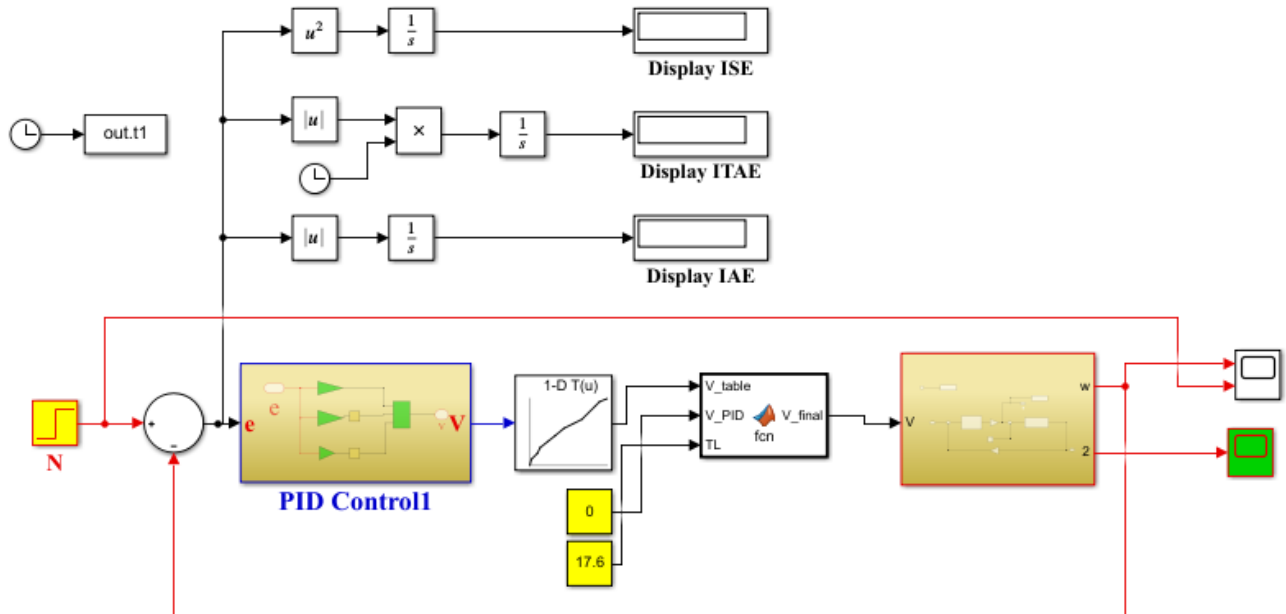 u²
1/s
Display ISE
out.t1
|u|
×
1/s
Display ITAE
|u|
1/s
Display IAE
N
+
−
e
e
v
V
PID Control1
1-D T(u)
V_table
V_PID
TL
fcn
V_final
0
17.6
V
w
2